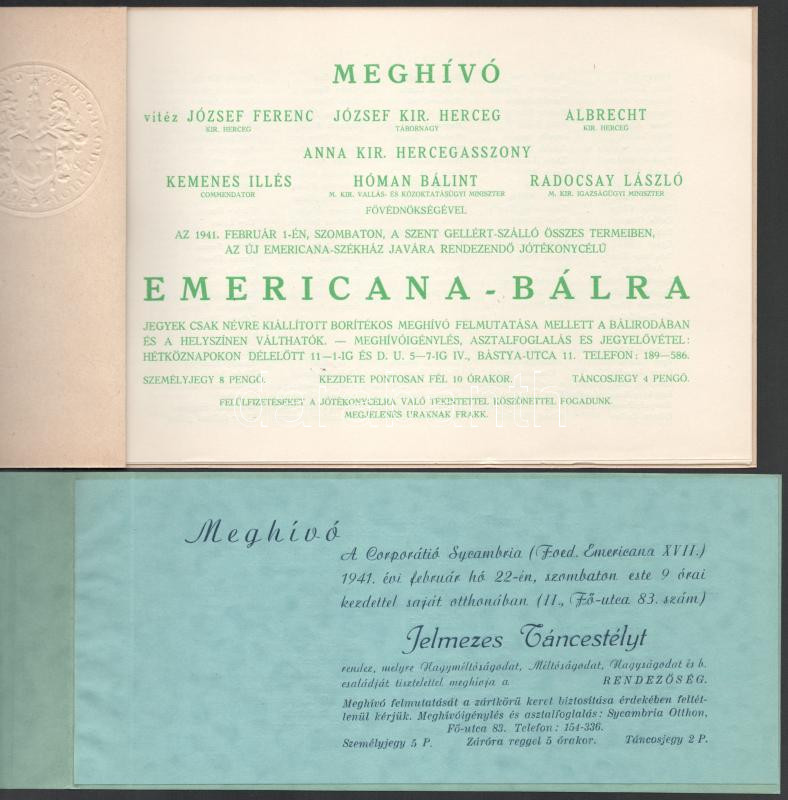 MEGHÍVÓ
vitéz JÓZSEF FERENC JÓZSEF KIR. HERCEG ALBRECHT
KIR. HERCEG TÁBORNAGY KIR. HERCEG
ANNA KIR. HERCEGASSZONY
KEMENES ILLÉS HÓMAN BÁLINT RADOCSAY LÁSZLÓ
COMMENDATOR M. KIR. VALLÁS- ÉS KÖZOKTATÁSÜGYI MINISZTER M. KIR. IGAZSÁGÜGYI MINISZTER
FŐVÉDNÖKSÉGÉVEL
AZ 1941. FEBRUÁR 1-ÉN, SZOMBATON, A SZENT GELLÉRT-SZÁLLÓ ÖSSZES TERMEIBEN,
AZ ÚJ EMERICANA-SZÉKHÁZ JAVÁRA RENDEZENDŐ JÓTÉKONYCÉLÚ
EMERICANA-BÁLRA
JEGYEK CSAK NÉVRE KIÁLLÍTOTT BORÍTÉKOS MEGHÍVÓ FELMUTATÁSA MELLETT A BÁLIRODÁBAN
ÉS A HELYSZÍNEN VÁLTHATÓK. — MEGHÍVÓIGÉNYLÉS, ASZTALFOGLALÁS ÉS JEGYELŐVÉTEL:
HÉTKÖZNAPOKON DÉLELŐTT 11—1-IG ÉS D. U. 5—7-IG IV., BÁSTYA-UTCA 11. TELEFON: 189—586.
SZEMÉLYJEGY 8 PENGŐ. KEZDETE PONTOSAN FÉL 10 ÓRAKOR. TÁNCOSJEGY 4 PENGŐ.
FELÜLFIZETÉSEKET A JÓTÉKONYCÉLRA VALÓ TEKINTETTEL KÖSZÖNETTEL FOGADUNK.
MEGJELENÉS URAKNAK FRAKK.
Meghívó
A Corporátió Sycambria (Foed. Emericana XVII.)
1941. évi február hó 22-én, szombaton este 9 órai
kezdettel saját otthonában (II., Fő-utca 83. szám)
Jelmezes Táncestélyt
rendez, melyre Nagyméltóságodat, Méltóságodat, Nagyságodat és b.
családját tisztelettel meghívja a RENDEZŐSÉG.
Meghívó felmutatását a zártkörű keret biztosítása érdekében feltét-
lenül kérjük. Meghívóigénylés és asztalfoglalás: Sycambria Otthon,
Fő-utca 83. Telefon: 154-336.
Személyjegy 5 P. Záróra reggel 5 órakor. Táncosjegy 2 P.